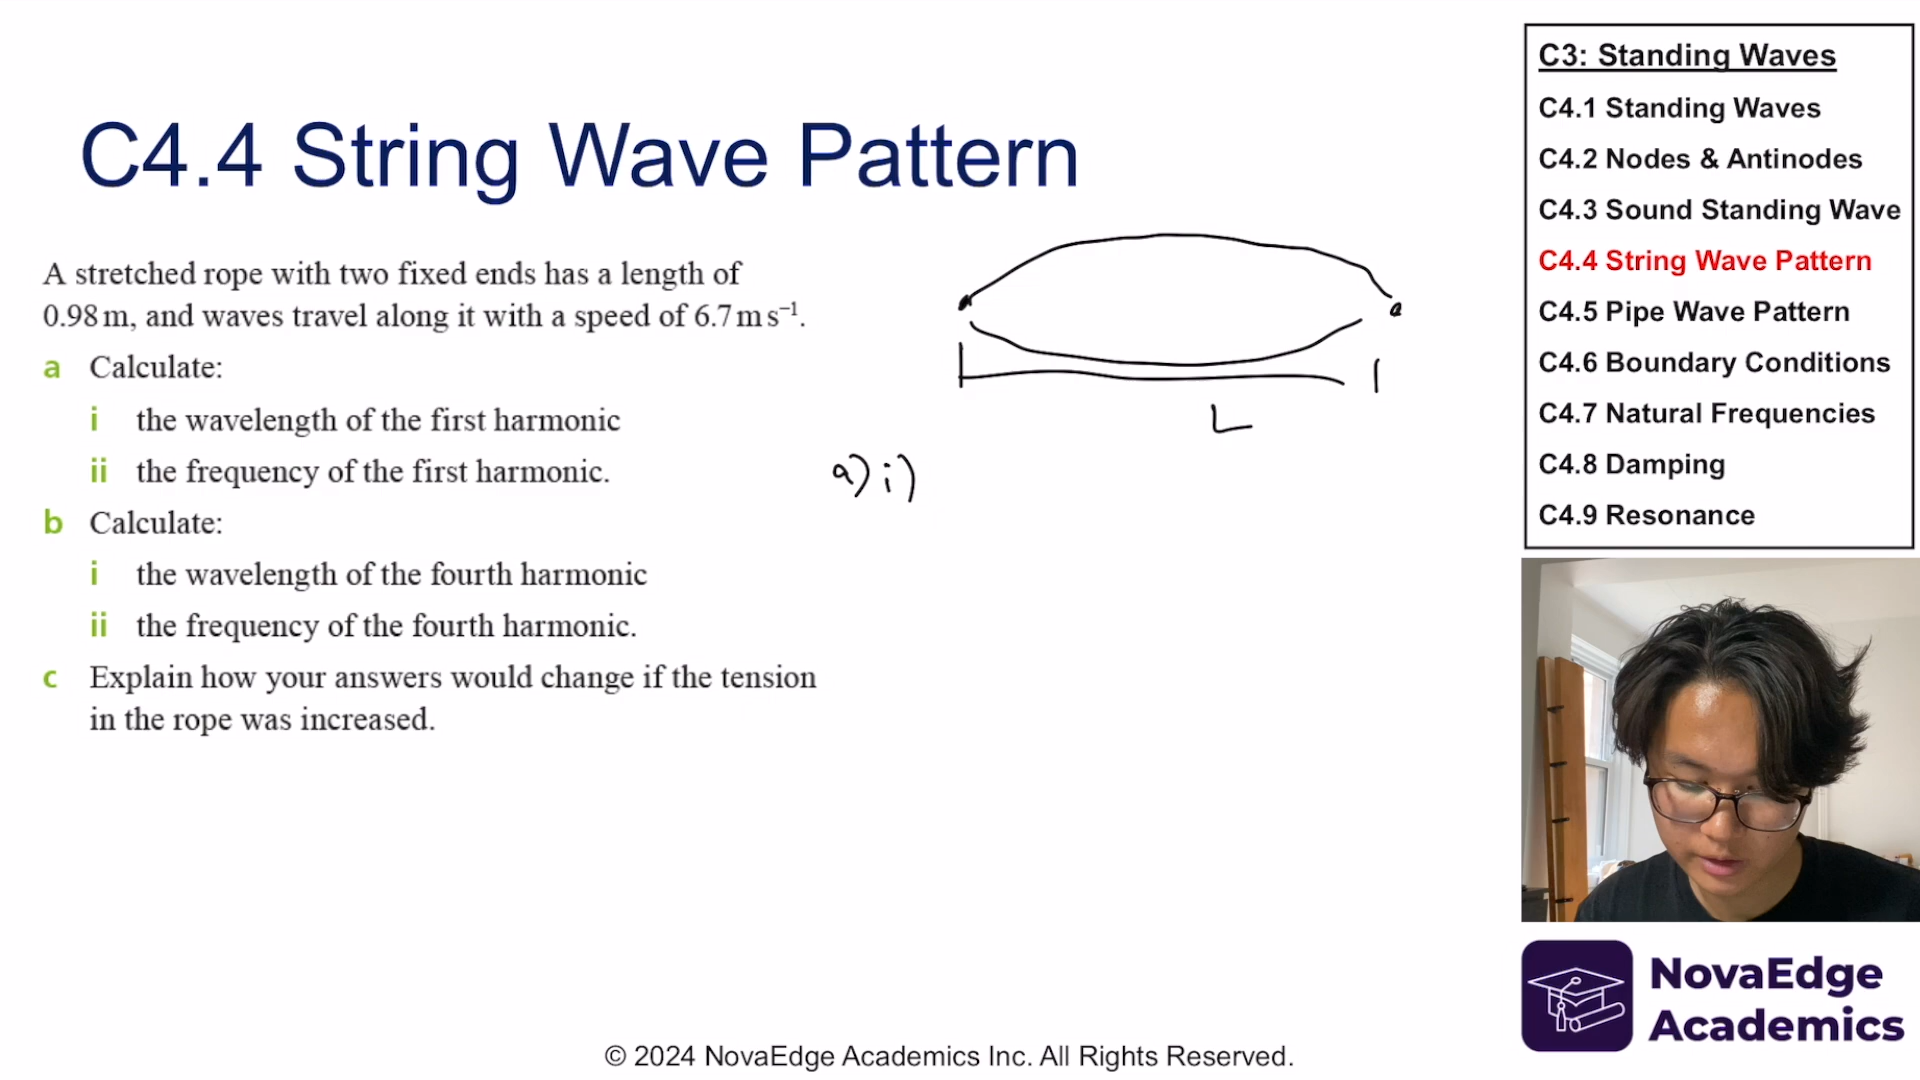 C4.4 String Wave Pattern
A stretched rope with two fixed ends has a length of
0.98 m, and waves travel along it with a speed of 6.7 m s⁻¹.
a Calculate:
i the wavelength of the first harmonic
ii the frequency of the first harmonic.
b Calculate:
i the wavelength of the fourth harmonic
ii the frequency of the fourth harmonic.
c Explain how your answers would change if the tension
in the rope was increased.
L
a) i)
C3: Standing Waves
C4.1 Standing Waves
C4.2 Nodes & Antinodes
C4.3 Sound Standing Wave
C4.4 String Wave Pattern
C4.5 Pipe Wave Pattern
C4.6 Boundary Conditions
C4.7 Natural Frequencies
C4.8 Damping
C4.9 Resonance
NovaEdge
Academics
© 2024 NovaEdge Academics Inc. All Rights Reserved.